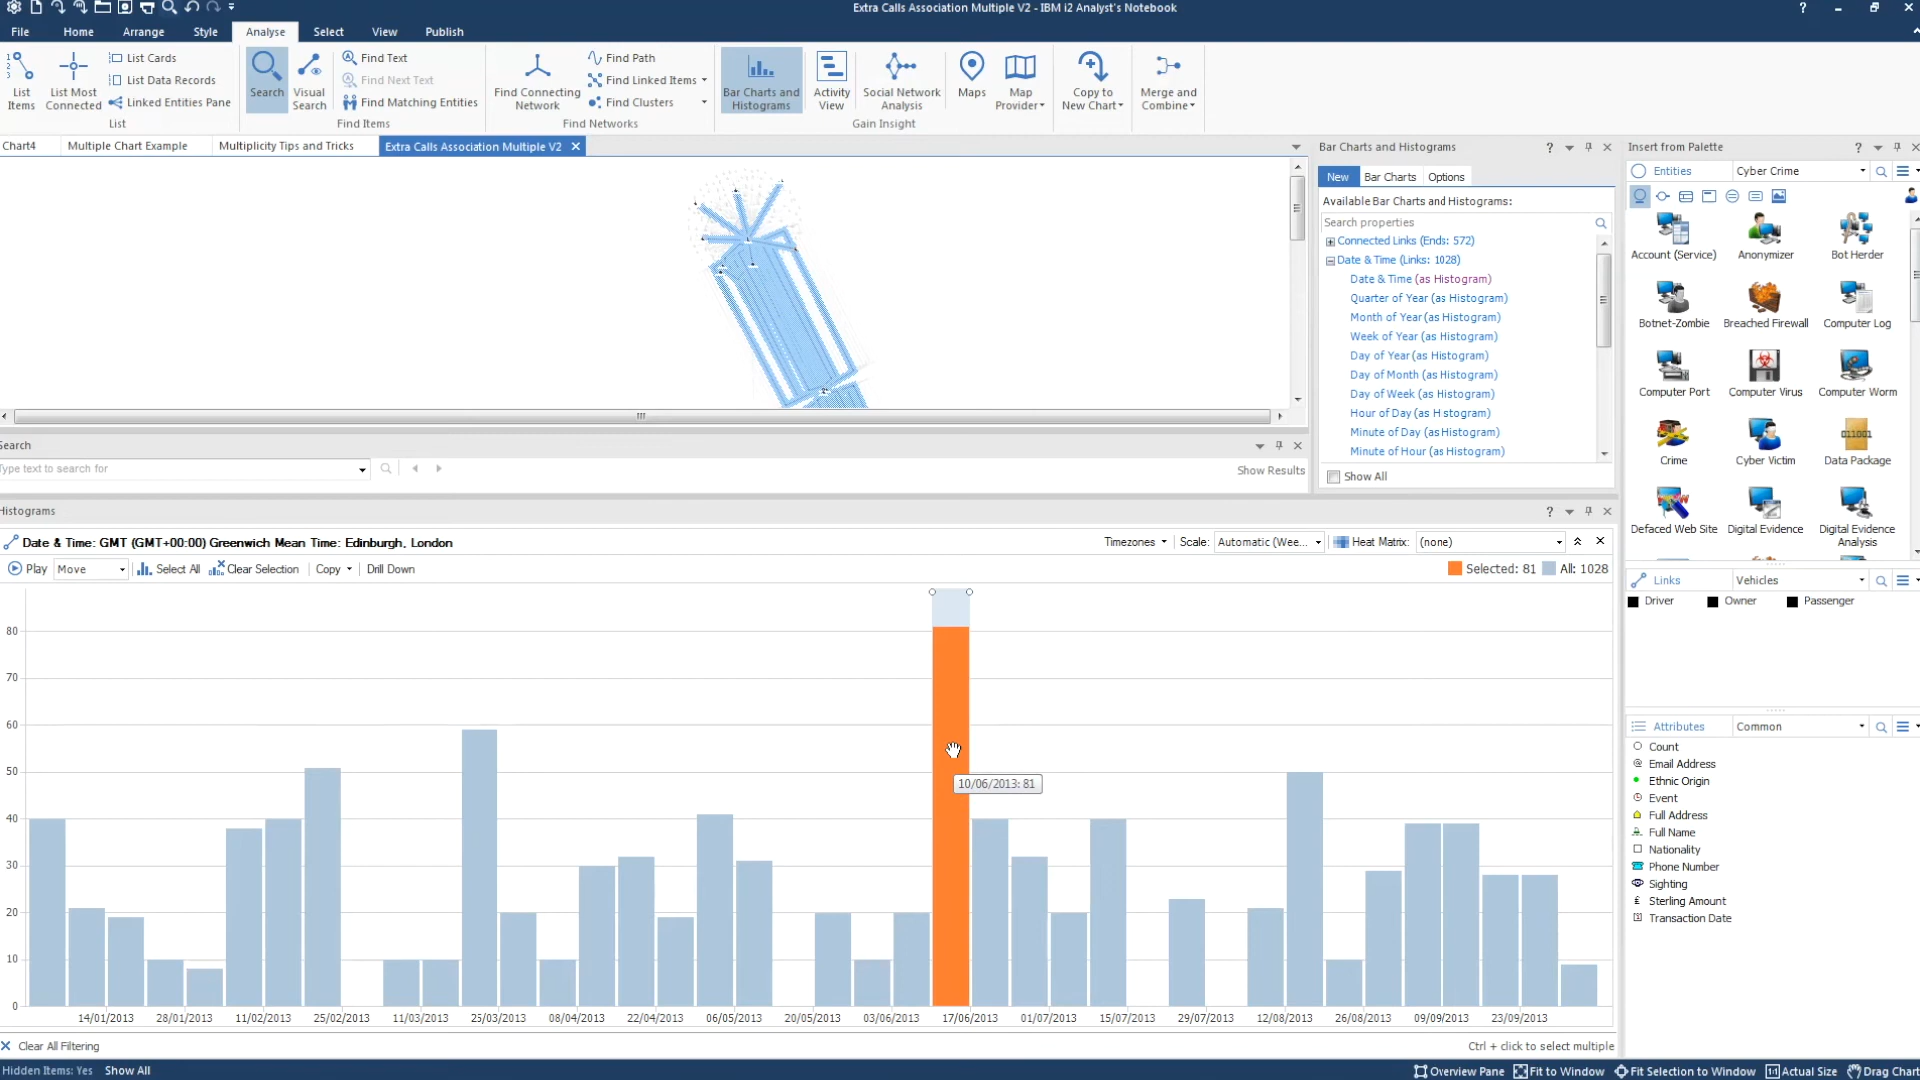 Extra Calls Association Multiple V2 - IBM i2 Analyst's Notebook
File Home Arrange Style Analyse Select View Publish
List Items
List Most Connected
List Cards
List Data Records
Linked Entities Pane
List
Search
Visual Search
Find Text
Find Next Text
Find Matching Entities
Find Items
Find Connecting Network
Find Path
Find Linked Items
Find Clusters
Find Networks
Bar Charts and Histograms
Activity View
Social Network Analysis
Maps
Map Provider
Gain Insight
Copy to New Chart
Merge and Combine
Chart4 Multiple Chart Example Multiplicity Tips and Tricks Extra Calls Association Multiple V2
Bar Charts and Histograms
New Bar Charts Options
Available Bar Charts and Histograms:
Search properties
Connected Links (Ends: 572)
Date & Time (Links: 1028)
Date & Time (as Histogram)
Quarter of Year (as Histogram)
Month of Year (as Histogram)
Week of Year (as Histogram)
Day of Year (as Histogram)
Day of Month (as Histogram)
Day of Week (as Histogram)
Hour of Day (as Histogram)
Minute of Day (as Histogram)
Minute of Hour (as Histogram)
Show All
Insert from Palette
Entities Cyber Crime
Account (Service) Anonymizer Bot Herder
Botnet-Zombie Breached Firewall Computer Log
Computer Port Computer Virus Computer Worm
Crime Cyber Victim Data Package
Defaced Web Site Digital Evidence Digital Evidence Analysis
Links Vehicles
Driver Owner Passenger
Attributes Common
Count
Email Address
Ethnic Origin
Event
Full Address
Full Name
Nationality
Phone Number
Sighting
Sterling Amount
Transaction Date
Search
Type text to search for
Show Results
Histograms
Date & Time: GMT (GMT+00:00) Greenwich Mean Time: Edinburgh, London
Timezones Scale: Automatic (Wee... Heat Matrix: (none)
Play Move Select All Clear Selection Copy Drill Down
Selected: 81 All: 1028
80
70
60
50
40
30
20
10
0
10/06/2013: 81
14/01/2013 28/01/2013 11/02/2013 25/02/2013 11/03/2013 25/03/2013 08/04/2013 22/04/2013 06/05/2013 20/05/2013 03/06/2013 17/06/2013 01/07/2013 15/07/2013 29/07/2013 12/08/2013 26/08/2013 09/09/2013 23/09/2013
Clear All Filtering
Ctrl + click to select multiple
Hidden Items: Yes Show All
Overview Pane Fit to Window Fit Selection to Window Actual Size Drag Chart